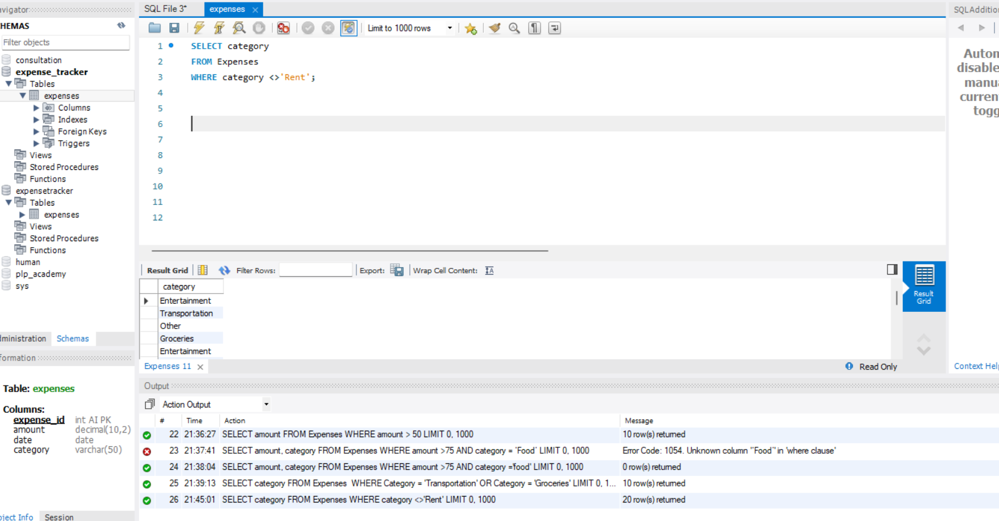 avigator
SQL File 3*
expenses
SQLAdditio
HEMAS
Limit to 1000 rows
Filter objects
consultation
expense_tracker
Tables
expenses
Columns
Indexes
Foreign Keys
Triggers
Views
Stored Procedures
Functions
expensetracker
Tables
expenses
Views
Stored Procedures
Functions
human
plp_academy
sys
1 SELECT category
2 FROM Expenses
3 WHERE category <>'Rent';
4
5
6
7
8
9
10
11
12
Autom
disable
manua
curren
togg
Result Grid
Filter Rows:
Export:
Wrap Cell Content:
category
Entertainment
Transportation
Other
Groceries
Entertainment
Result
Grid
dministration Schemas
formation
Expenses 11
Read Only
Context Help
Table: expenses
Columns:
expense_id int AI PK
amount decimal(10,2)
date date
category varchar(50)
Output
Action Output
# Time Action Message
22 21:36:27 SELECT amount FROM Expenses WHERE amount > 50 LIMIT 0, 1000 10 row(s) returned
23 21:37:41 SELECT amount, category FROM Expenses WHERE amount >75 AND category = ‘Food’ LIMIT 0, 1000 Error Code: 1054. Unknown column '‘Food’' in 'where clause'
24 21:38:04 SELECT amount, category FROM Expenses WHERE amount >75 AND category ='food' LIMIT 0, 1000 0 row(s) returned
25 21:39:13 SELECT category FROM Expenses  WHERE Category = 'Transportation' OR Category = 'Groceries' LIMIT 0, 1... 10 row(s) returned
26 21:45:01 SELECT category FROM Expenses WHERE category <>'Rent' LIMIT 0, 1000 20 row(s) returned
bject Info Session